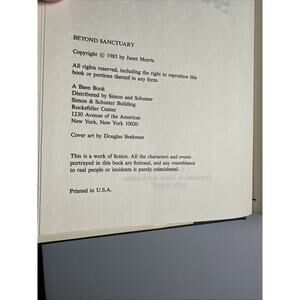 BEYOND SANCTUARY
Copyright © 1985 by Janet Morris
All rights reserved, including the right to reproduce this
book or portions thereof in any form.
A Baen Book
Distributed by Simon and Schuster
Simon & Schuster Building
Rockefeller Center
1230 Avenue of the Americas
New York, New York 10020
Cover art by Douglas Beekman
This is a work of fiction. All the characters and events
portrayed in this book are fictional, and any resemblance
to real people or incidents is purely coincidental.
Printed in U.S.A.